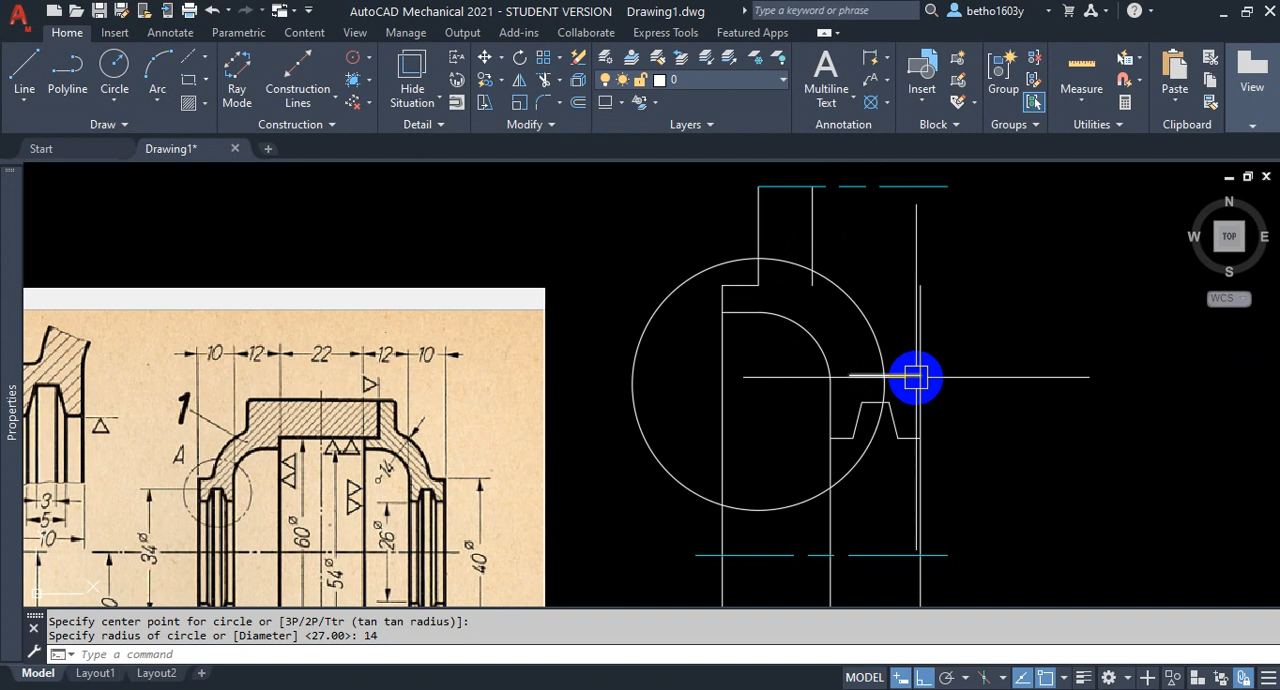 AutoCAD Mechanical 2021 - STUDENT VERSION Drawing1.dwg
Type a keyword or phrase
betho1603y
Home Insert Annotate Parametric Content View Manage Output Add-ins Collaborate Express Tools Featured Apps
Line Polyline Circle Arc
Ray Mode
Construction Lines
Hide Situation
0
Multiline Text
Insert
Group
Measure
Paste
View
Draw Construction Detail Modify Layers Annotation Block Groups Utilities Clipboard
Start Drawing1*
N
W TOP E
S
WCS
Properties
10 12 22 12 10
1
A
14
3
5
10
34⌀
60⌀
54⌀
26⌀
40⌀
X
Specify center point for circle or [3P/2P/Ttr (tan tan radius)]:
Specify radius of circle or [Diameter] <27.00>: 14
Type a command
Model Layout1 Layout2 +
MODEL